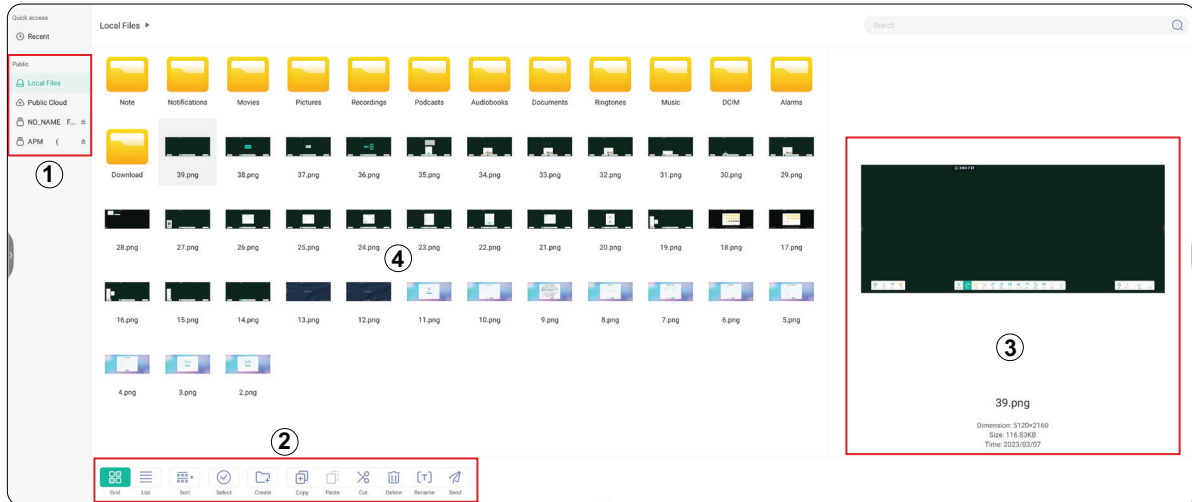 Quick access
Recent
Public
Local Files
Public Cloud
NO_NAME F...
APM (
1
Local Files
Search
Note Notifications Movies Pictures Recordings Podcasts Audiobooks Documents Ringtones Music DCIM Alarms
Download 39.png 38.png 37.png 36.png 35.png 34.png 33.png 32.png 31.png 30.png 29.png
28.png 27.png 26.png 25.png 24.png 23.png 22.png 21.png 20.png 19.png 18.png 17.png
4
16.png 15.png 14.png 13.png 12.png 11.png 10.png 9.png 8.png 7.png 6.png 5.png
4.png 3.png 2.png
2
Grid List Sort Select Create Copy Paste Cut Delete Rename Send
3
39.png
Dimension: 5120×2160
Size: 116.83KB
Time: 2023/03/07